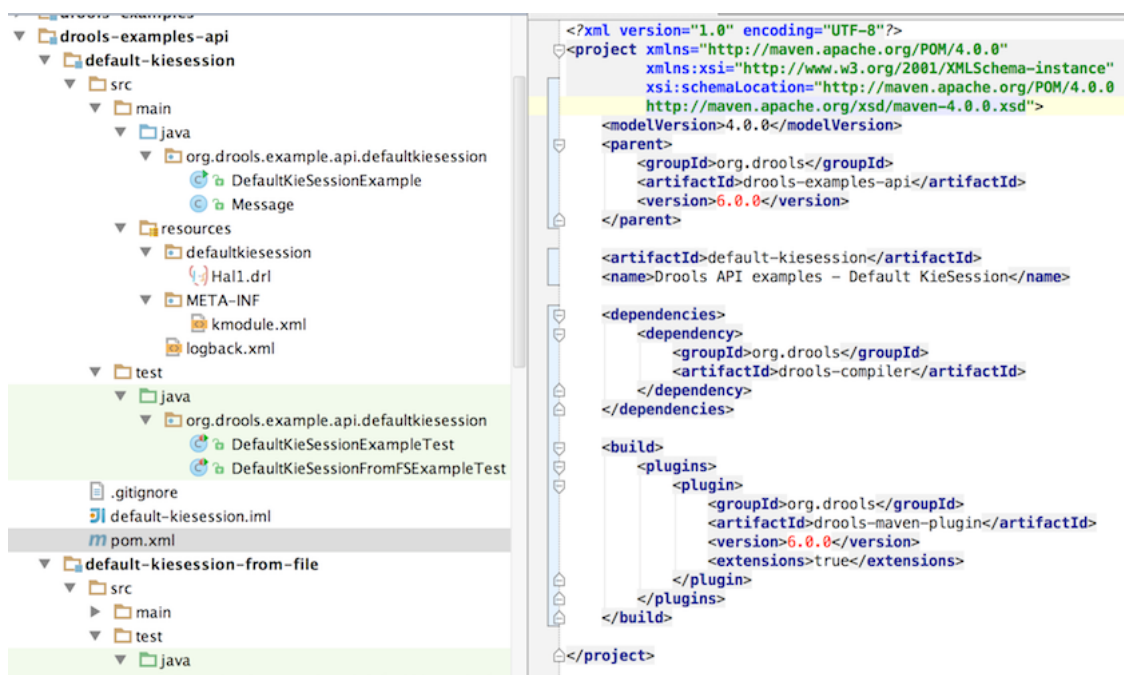 drools-examples
drools-examples-api
default-kiesession
src
main
java
org.drools.example.api.defaultkiesession
DefaultKieSessionExample
Message
resources
defaultkiesession
Hal1.drl
META-INF
kmodule.xml
logback.xml
test
java
org.drools.example.api.defaultkiesession
DefaultKieSessionExampleTest
DefaultKieSessionFromFSExampleTest
.gitignore
default-kiesession.iml
pom.xml
default-kiesession-from-file
src
main
test
java
<?xml version="1.0" encoding="UTF-8"?>
<project xmlns="http://maven.apache.org/POM/4.0.0"
xmlns:xsi="http://www.w3.org/2001/XMLSchema-instance"
xsi:schemaLocation="http://maven.apache.org/POM/4.0.0
http://maven.apache.org/xsd/maven-4.0.0.xsd">
<modelVersion>4.0.0</modelVersion>
<parent>
<groupId>org.drools</groupId>
<artifactId>drools-examples-api</artifactId>
<version>6.0.0</version>
</parent>
<artifactId>default-kiesession</artifactId>
<name>Drools API examples - Default KieSession</name>
<dependencies>
<dependency>
<groupId>org.drools</groupId>
<artifactId>drools-compiler</artifactId>
</dependency>
</dependencies>
<build>
<plugins>
<plugin>
<groupId>org.drools</groupId>
<artifactId>drools-maven-plugin</artifactId>
<version>6.0.0</version>
<extensions>true</extensions>
</plugin>
</plugins>
</build>
</project>